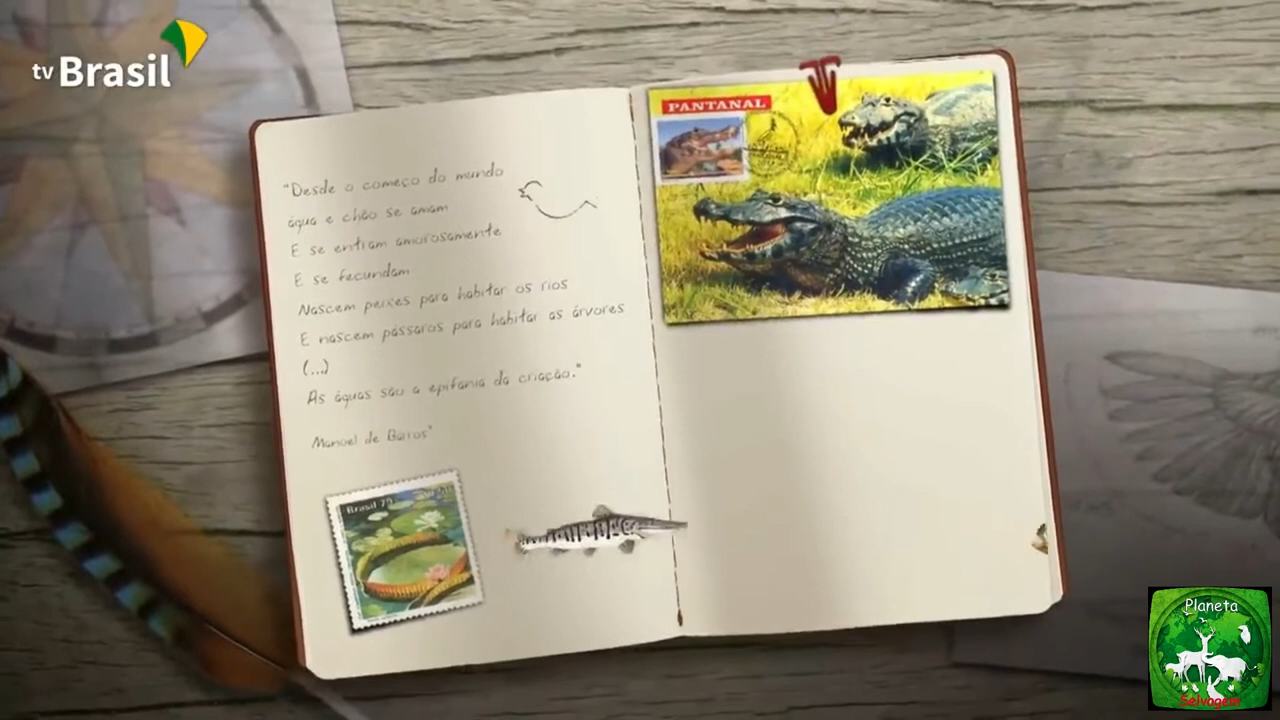 tv Brasil
"Desde o começo do mundo
água e chão se amam
E se entram amorosamente
E se fecundam
Nascem peixes para habitar os rios
E nascem pássaros para habitar as árvores
(...)
As águas são a epifania da criação."
Manoel de Barros"
Brasil 79
PANTANAL
Planeta
Selvagem